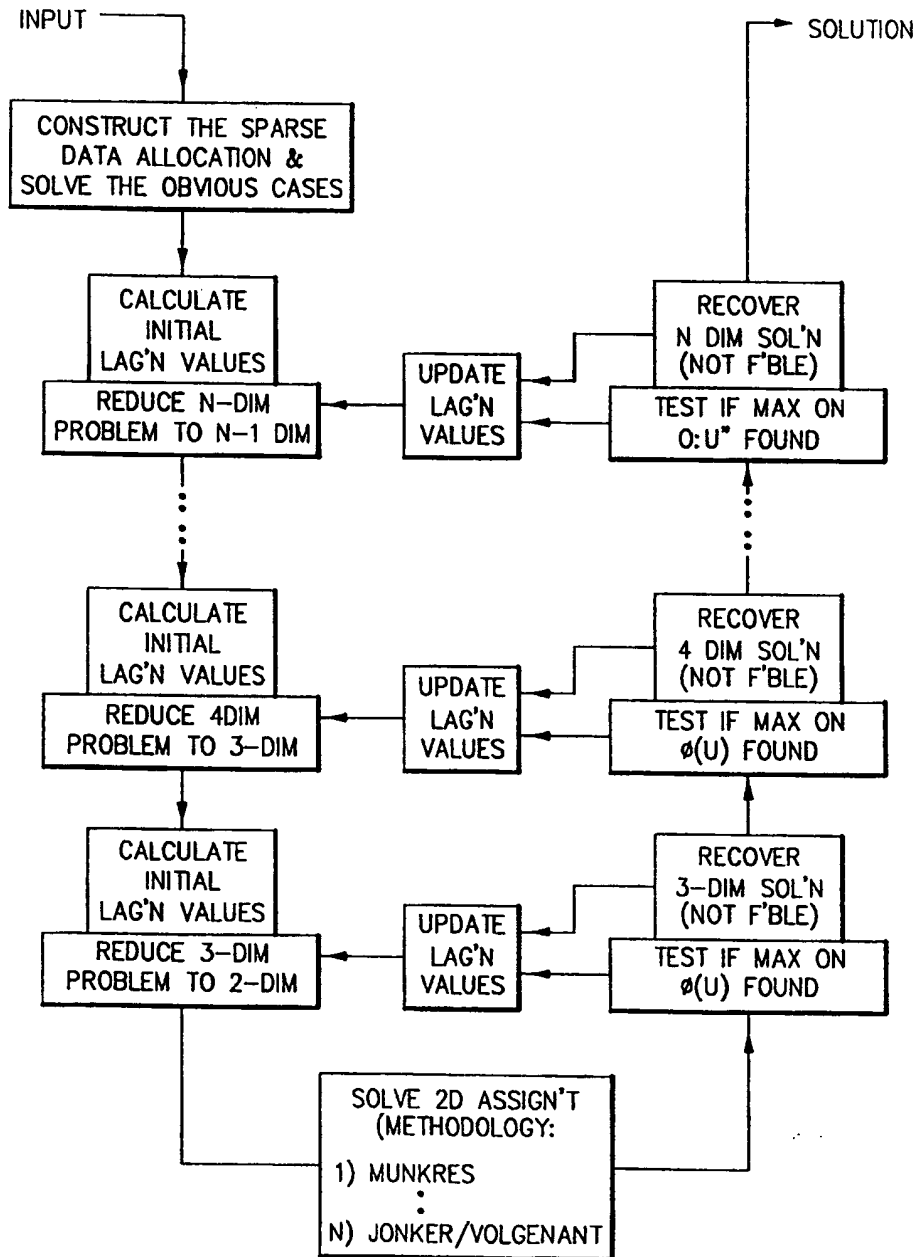 INPUT
SOLUTION
CONSTRUCT THE SPARSE
DATA ALLOCATION &
SOLVE THE OBVIOUS CASES
CALCULATE
INITIAL
LAG'N VALUES
REDUCE N-DIM
PROBLEM TO N-1 DIM
UPDATE
LAG'N
VALUES
RECOVER
N DIM SOL'N
(NOT F'BLE)
TEST IF MAX ON
O:U" FOUND
CALCULATE
INITIAL
LAG'N VALUES
REDUCE 4DIM
PROBLEM TO 3-DIM
UPDATE
LAG'N
VALUES
RECOVER
4 DIM SOL'N
(NOT F'BLE)
TEST IF MAX ON
ø(U) FOUND
CALCULATE
INITIAL
LAG'N VALUES
REDUCE 3-DIM
PROBLEM TO 2-DIM
UPDATE
LAG'N
VALUES
RECOVER
3-DIM SOL'N
(NOT F'BLE)
TEST IF MAX ON
ø(U) FOUND
SOLVE 2D ASSIGN'T
(METHODOLOGY:
1) MUNKRES
⋮
N) JONKER/VOLGENANT